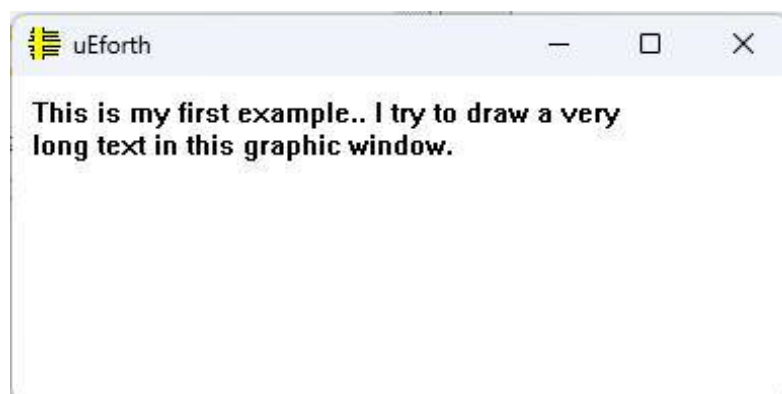 uEforth
This is my first example.. I try to draw a very
long text in this graphic window.